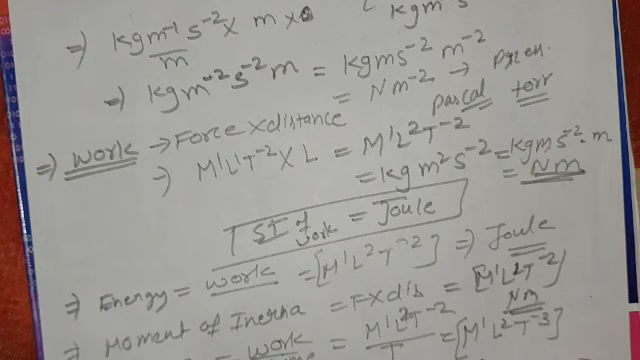 kgm⁻¹s⁻² × m ×
m
kgm
⇒ kgm⁻²s⁻²m = kgms⁻²m⁻²
= Nm⁻² →
Pascal torr
⇒ Work → Force x distance
⇒ M¹L¹T⁻² × L = M¹L²T⁻²
= kgm²s⁻² = kgms⁻².m
= Nm
SI of work = Joule
⇒ Energy = work = [M¹L²T⁻²] ⇒ Joule
⇒ Moment of Ineria = F×dis = [M¹L²T⁻²]
Nm
= work = M¹L²T⁻² = [M¹L²T⁻³]
T